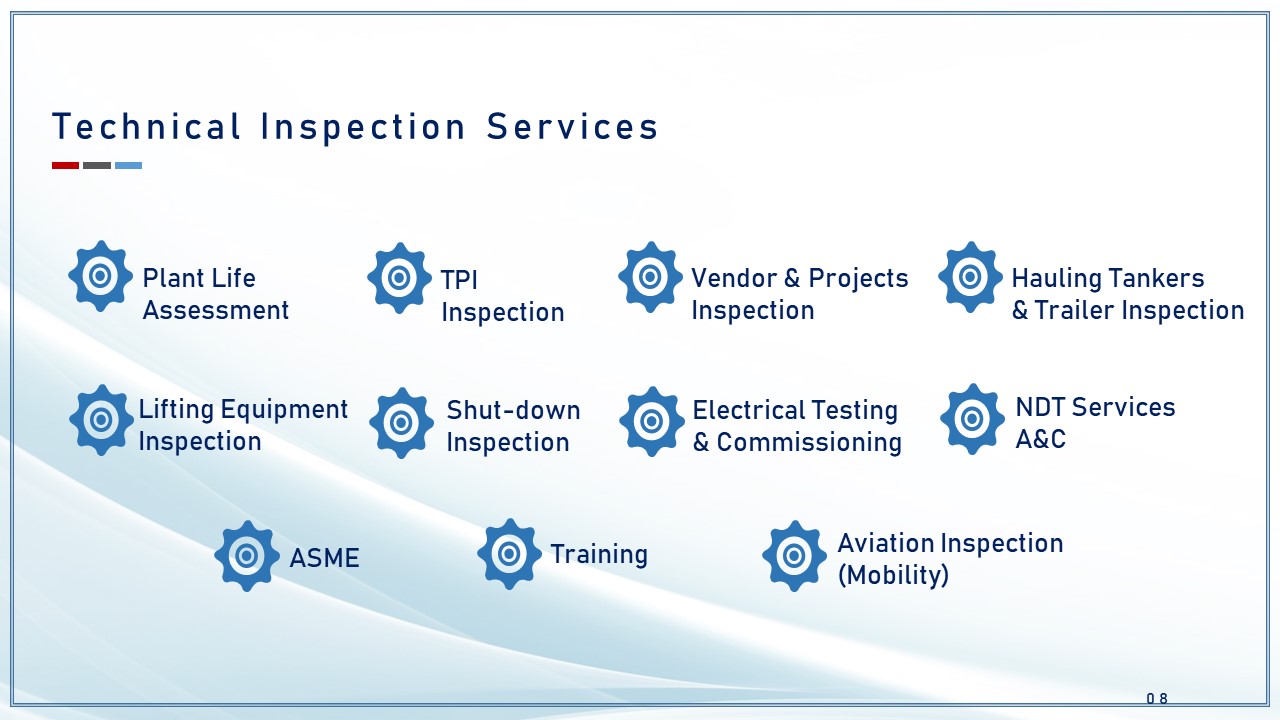 Technical Inspection Services
Plant Life
Assessment
TPI
Inspection
Vendor & Projects
Inspection
Hauling Tankers
& Trailer Inspection
Lifting Equipment
Inspection
Shut-down
Inspection
Electrical Testing
& Commissioning
NDT Services
A&C
ASME
Training
Aviation Inspection
(Mobility)
08